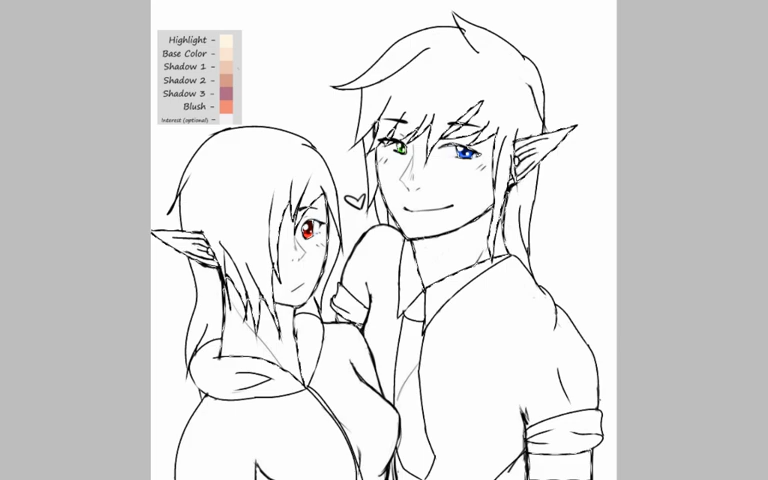 Highlight -
Base Color -
Shadow 1 -
Shadow 2 -
Shadow 3 -
Blush -
Interest (optional) -